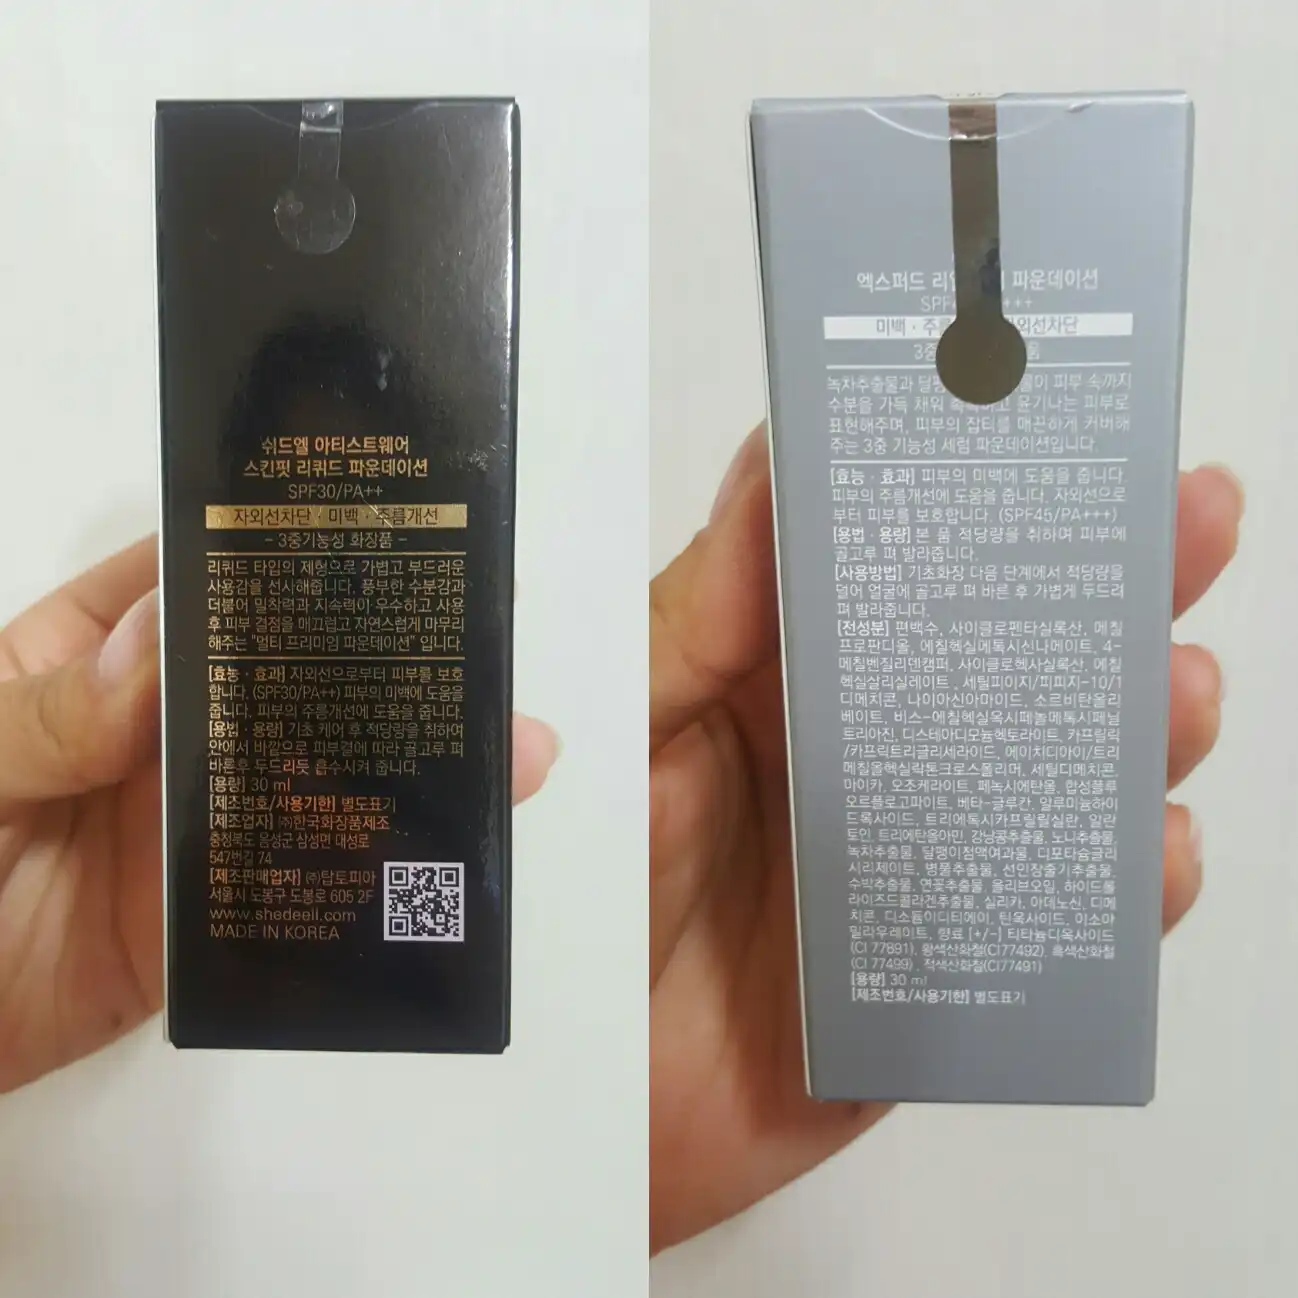 쉬드엘 아티스트웨어
스킨핏 리퀴드 파운데이션
SPF30/PA++
자외선차단 · 미백 · 주름개선
- 3중기능성 화장품 -
리퀴드 타입의 제형으로 가볍고 부드러운
사용감을 선사해줍니다. 풍부한 수분감과
더불어 밀착력과 지속력이 우수하고 사용
후 피부 결점을 매끄럽고 자연스럽게 마무리
해주는 "멀티 프리미엄 파운데이션" 입니다.
[효능 · 효과] 자외선으로부터 피부를 보호
합니다. (SPF30/PA++) 피부의 미백에 도움을
줍니다. 피부의 주름개선에 도움을 줍니다.
[용법 · 용량] 기초 케어 후 적당량을 취하여
안에서 바깥으로 피부결에 따라 골고루 펴
바른후 두드리듯 흡수시켜 줍니다.
[용량] 30 ml
[제조번호/사용기한] 별도표기
[제조업자] ㈜한국화장품제조
충청북도 음성군 삼성면 대성로
547번길 74
[제조판매업자] ㈜탑토피아
서울시 도봉구 도봉로 605 2F
www.shedeell.com
MADE IN KOREA
엑스퍼드 파운데이션
미백 · 자외선차단
녹차추출물과 피부 속까지
수분을 가득 채워 윤기나는 피부로
표현해주며, 피부의 잡티를 매끈하게 커버해
주는 3중 기능성 세럼 파운데이션입니다.
[효능 · 효과] 피부의 미백에 도움을 줍니다.
피부의 주름개선에 도움을 줍니다. 자외선으로
부터 피부를 보호합니다. (SPF45/PA+++)
[용법 · 용량] 본 품 적당량을 취하여 피부에
골고루 펴 발라줍니다.
[사용방법] 기초화장 다음 단계에서 적당량을
덜어 얼굴에 골고루 펴 바른 후 가볍게 두드려
펴 발라줍니다.
[전성분] 편백수, 사이클로펜타실록산, 메칠
프로판디올, 에칠헥실메톡시신나메이트, 4-
메칠벤질리덴캠퍼, 사이클로헥사실록산, 에칠
헥실살리실레이트, 세틸피이지/피피지-10/1
디메치콘, 나이아신아마이드, 소르비탄올리
베이트, 비스-에칠헥실옥시페놀메톡시페닐
트리아진, 디스테아디모늄헥토라이트, 카프릴릭
/카프릭트리글리세라이드, 에이치디아이/트리
메칠올헥실락톤크로스폴리머, 세틸디메치콘,
마이카, 오조케라이트, 페녹시에탄올, 합성플루
오르플로고파이트, 베타-글루칸, 알루미늄하이
드록사이드, 트리에톡시카프릴릴실란, 알란
토인, 트리에탄올아민, 강낭콩추출물, 노니추출물,
녹차추출물, 달팽이점액여과물, 디포타슘글리
시리제이트, 병풀추출물, 선인장줄기추출물,
수박추출물, 연꽃추출물, 올리브오일, 하이드롤
라이즈드콜라겐추출물, 실리카, 아데노신, 디메
치콘, 디소듐이디티에이, 틴옥사이드, 이소아
밀라우레이트, 향료 [+/-] 티타늄디옥사이드
(CI 77891), 황색산화철(CI77492), 흑색산화철
(CI 77499), 적색산화철(CI77491)
[용량] 30 ml
[제조번호/사용기한] 별도표기